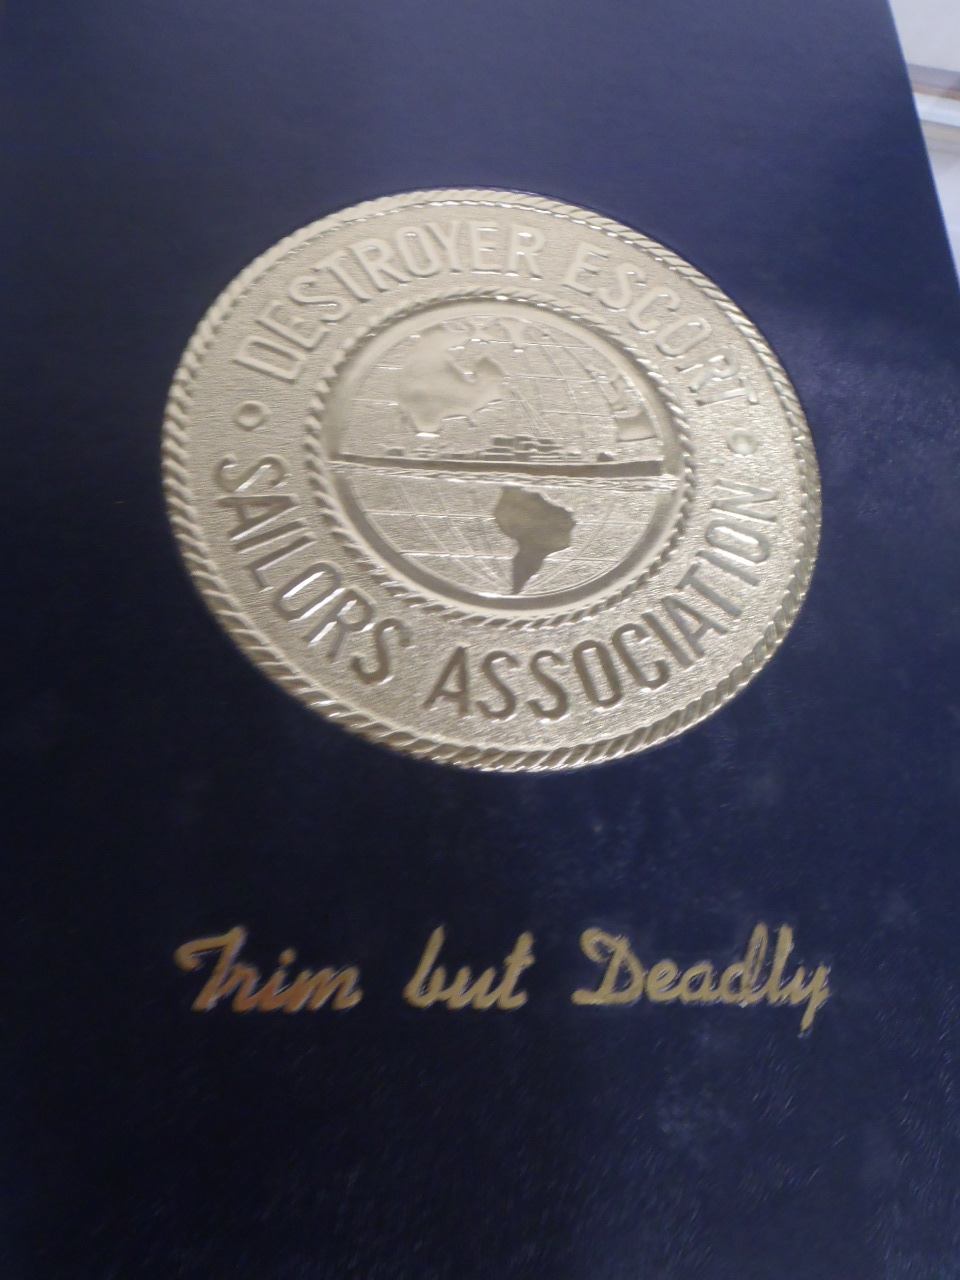 DESTROYER ESCORT
SAILORS ASSOCIATION
Trim but Deadly